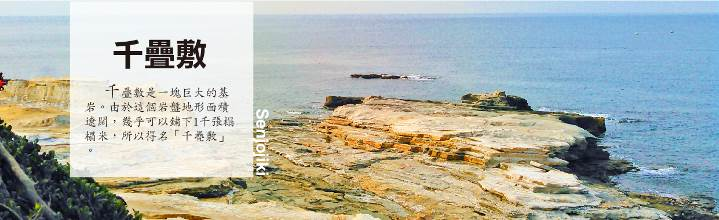 千疊敷
千疊敷是一塊巨大的基
岩。由於這個岩盤地形面積
遼闊，幾乎可以鋪下1千張榻
榻米，所以得名「千疊敷」
。
Senjojiki